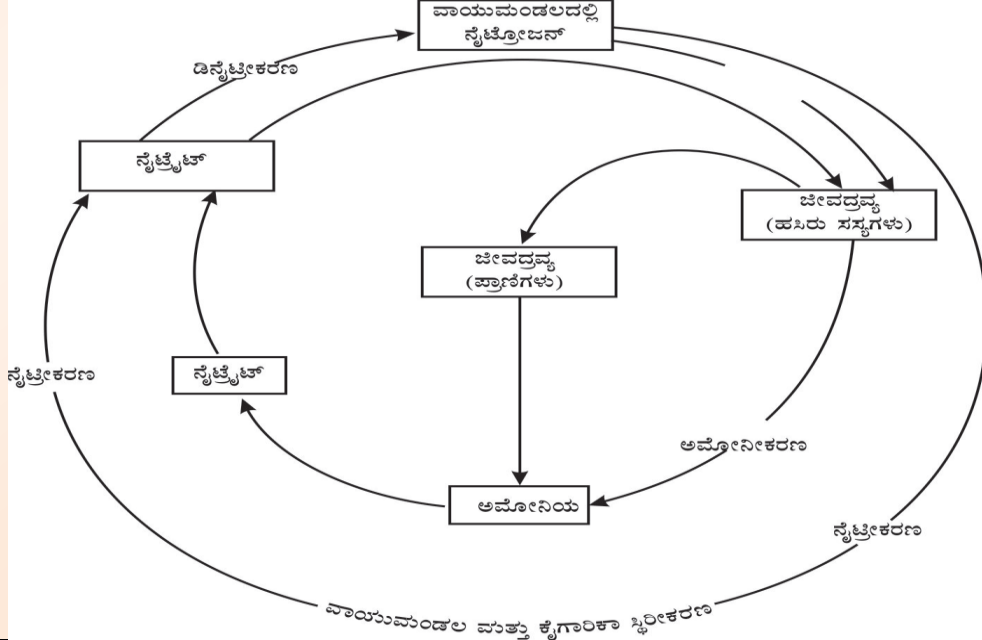 ವಾಯುಮಂಡಲದಲ್ಲಿ
ನೈಟ್ರೋಜನ್
ಡಿನೈಟ್ರೀಕರಣ
ನೈಟ್ರೈಟ್
ಜೀವದ್ರವ್ಯ
(ಹಸಿರು ಸಸ್ಯಗಳು)
ಜೀವದ್ರವ್ಯ
(ಪ್ರಾಣಿಗಳು)
ನೈಟ್ರೀಕರಣ
ನೈಟ್ರೈಟ್
ಅಮೋನೀಕರಣ
ಅಮೋನಿಯ
ನೈಟ್ರೀಕರಣ
ವಾಯುಮಂಡಲ ಮತ್ತು ಕೈಗಾರಿಕಾ ಸ್ಥಿರೀಕರಣ